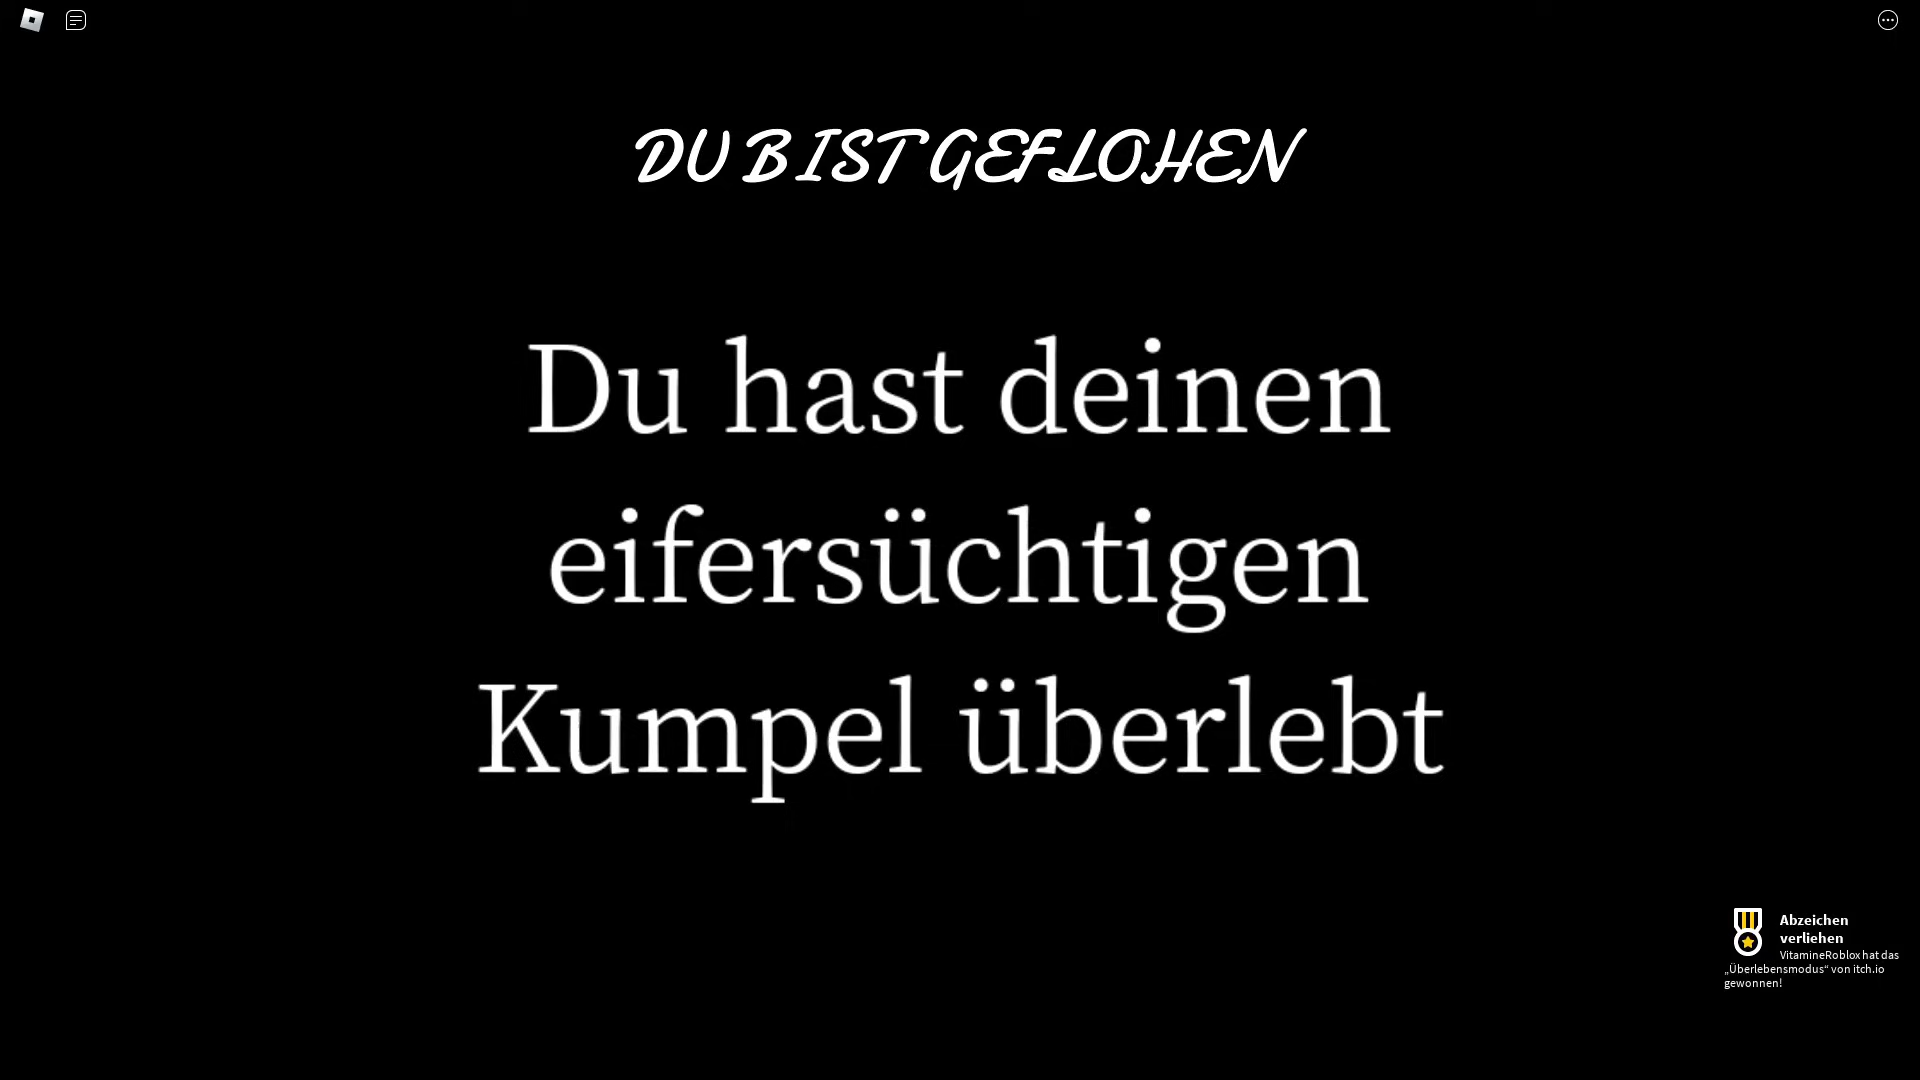 DU BIST GEFLOHEN
Du hast deinen
eifersüchtigen
Kumpel überlebt
Abzeichen
verliehen
VitamineRoblox hat das
„Überlebensmodus“ von itch.io
gewonnen!